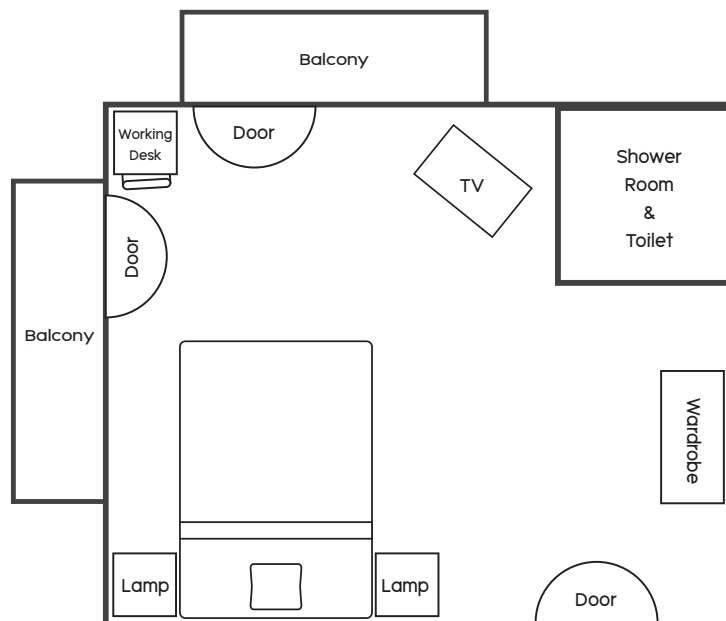 Balcony
Working
Desk
Door
TV
Shower
Room
&
Toilet
Door
Balcony
Wardrobe
Lamp
Lamp
Door